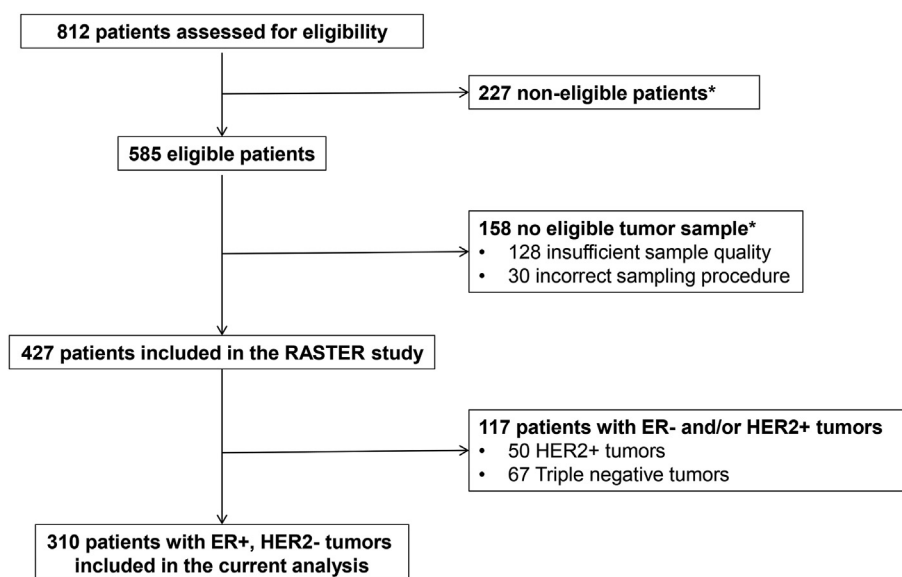 812 patients assessed for eligibility
227 non-eligible patients*
585 eligible patients
158 no eligible tumor sample*
• 128 insufficient sample quality
• 30 incorrect sampling procedure
427 patients included in the RASTER study
117 patients with ER- and/or HER2+ tumors
• 50 HER2+ tumors
• 67 Triple negative tumors
310 patients with ER+, HER2- tumors
included in the current analysis